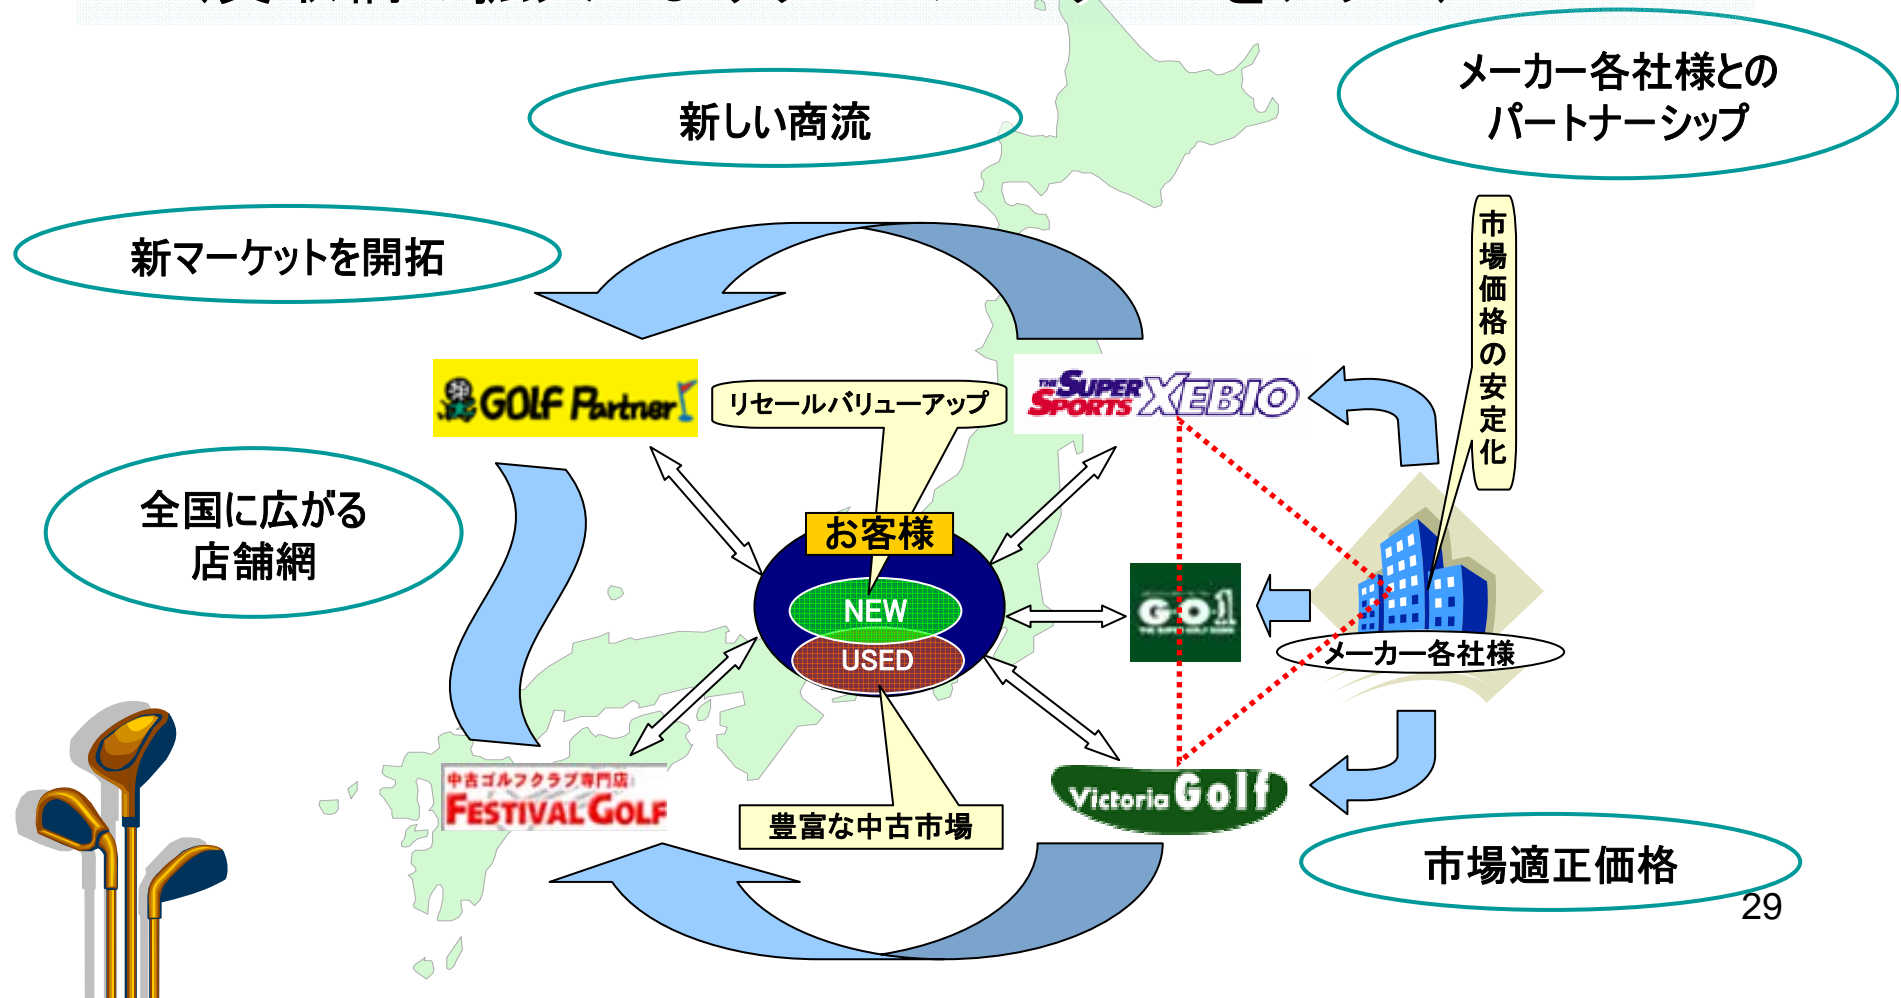 新しい商流
メーカー各社様との
パートナーシップ
新マーケットを開拓
市場価格の安定化
GOLF Partner
リセールバリューアップ
THE SUPER
SPORTS XEBIO
全国に広がる
店舗網
お客様
NEW
USED
GO1
メーカー各社様
中古ゴルフクラブ専門店
FESTIVAL GOLF
豊富な中古市場
Victoria Golf
市場適正価格
29